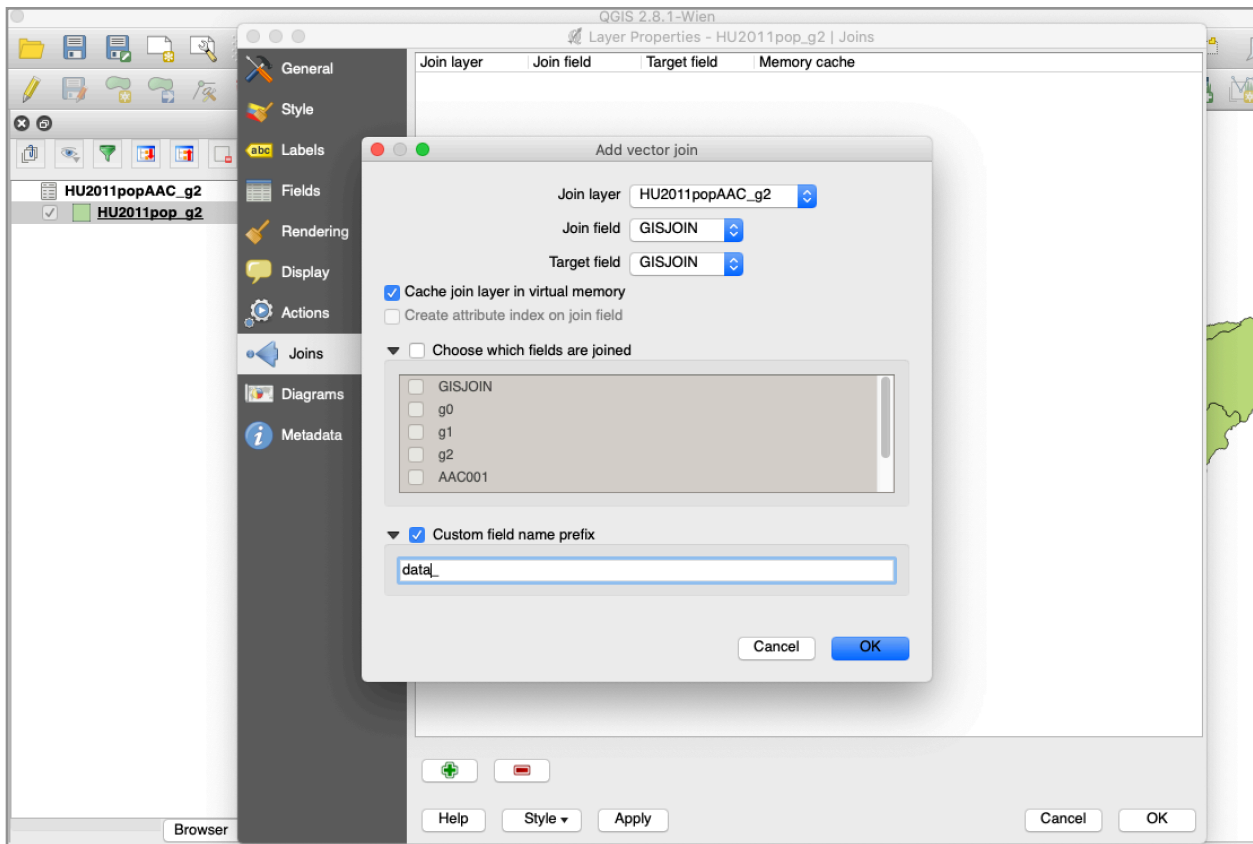 QGIS 2.8.1-Wien
Layer Properties - HU2011pop_g2 | Joins
General
Style
abc Labels
Fields
Rendering
Display
Actions
Joins
Diagrams
Metadata
HU2011popAAC_g2
HU2011pop_g2
Browser
Join layer Join field Target field Memory cache
Add vector join
Join layer HU2011popAAC_g2
Join field GISJOIN
Target field GISJOIN
Cache join layer in virtual memory
Create attribute index on join field
Choose which fields are joined
GISJOIN
g0
g1
g2
AAC001
Custom field name prefix
data_
Cancel OK
Help Style Apply Cancel OK